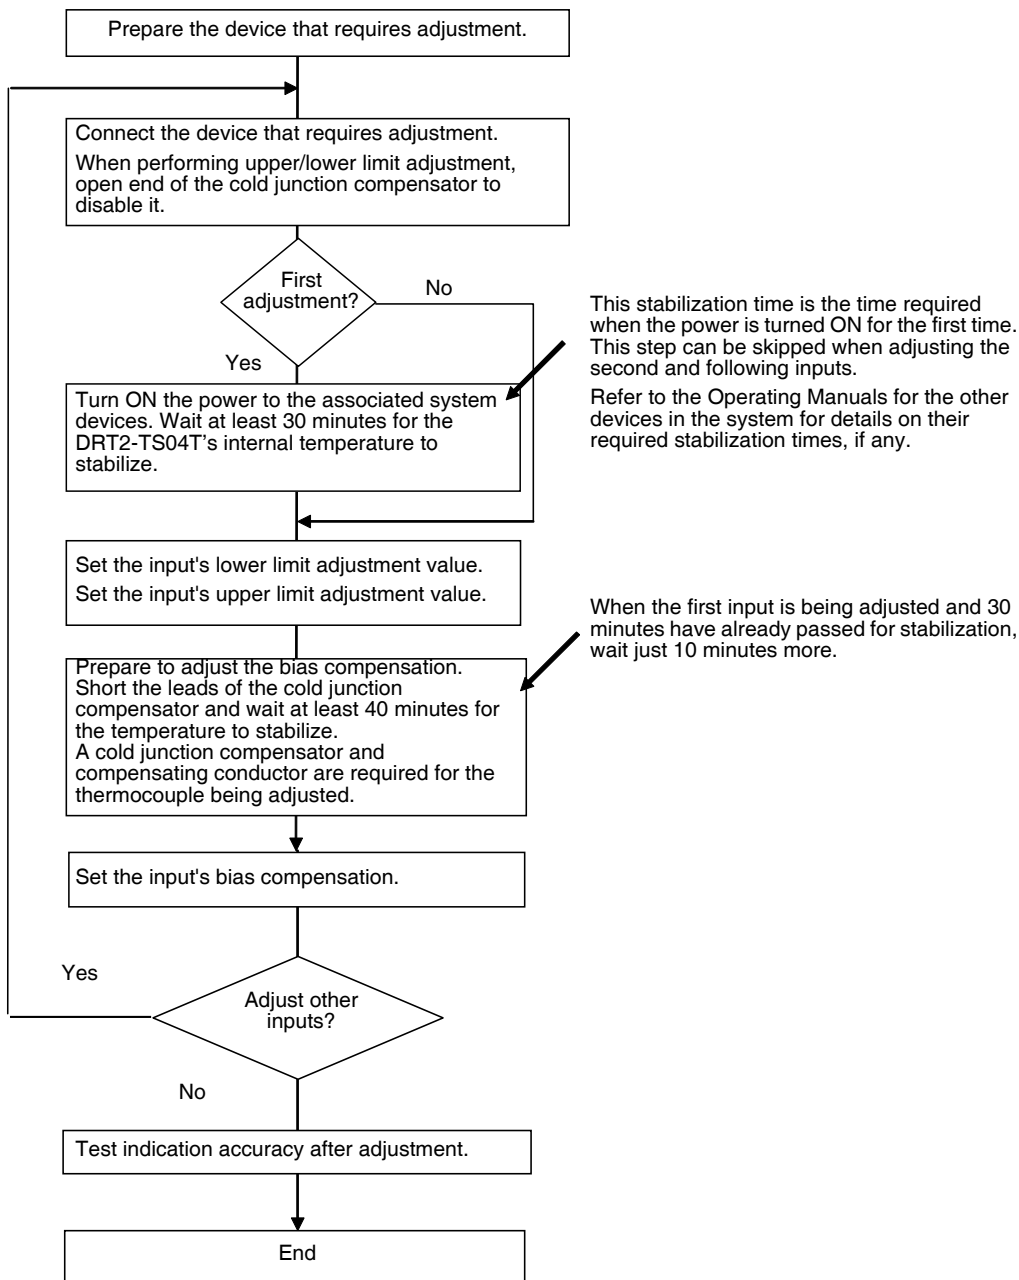 Prepare the device that requires adjustment.
Connect the device that requires adjustment.
When performing upper/lower limit adjustment,
open end of the cold junction compensator to
disable it.
First
adjustment?
No
Yes
This stabilization time is the time required
when the power is turned ON for the first time.
This step can be skipped when adjusting the
second and following inputs.
Refer to the Operating Manuals for the other
devices in the system for details on their
required stabilization times, if any.
Turn ON the power to the associated system
devices. Wait at least 30 minutes for the
DRT2-TS04T's internal temperature to
stabilize.
Set the input's lower limit adjustment value.
Set the input's upper limit adjustment value.
When the first input is being adjusted and 30
minutes have already passed for stabilization,
wait just 10 minutes more.
Prepare to adjust the bias compensation.
Short the leads of the cold junction
compensator and wait at least 40 minutes for
the temperature to stabilize.
A cold junction compensator and
compensating conductor are required for the
thermocouple being adjusted.
Set the input's bias compensation.
Yes
Adjust other
inputs?
No
Test indication accuracy after adjustment.
End